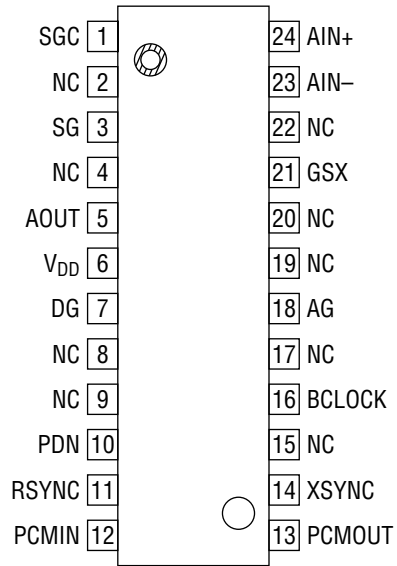 SGC 1 24 AIN+
NC 2 23 AIN–
SG 3 22 NC
NC 4 21 GSX
AOUT 5 20 NC
VDD 6 19 NC
DG 7 18 AG
NC 8 17 NC
NC 9 16 BCLOCK
PDN 10 15 NC
RSYNC 11 14 XSYNC
PCMIN 12 13 PCMOUT